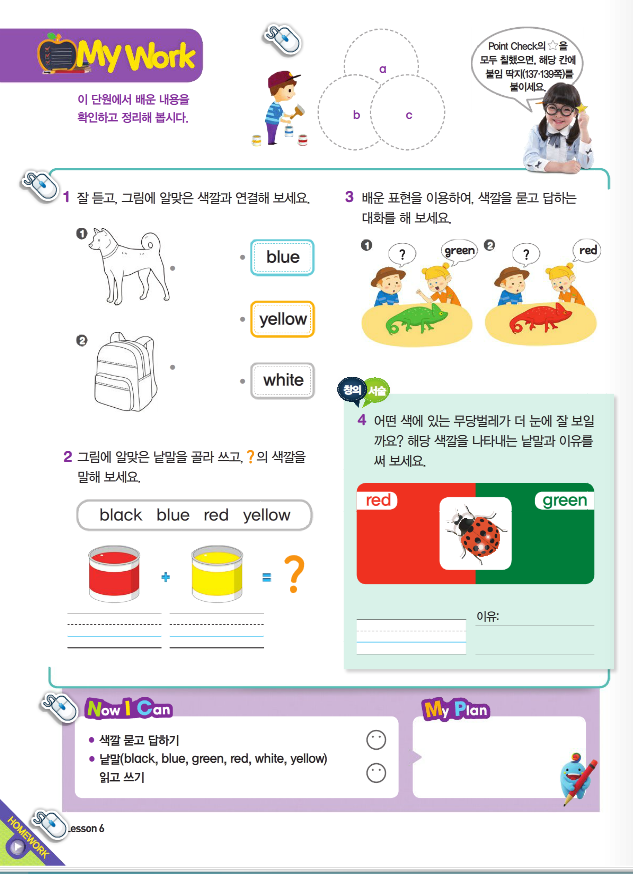 My Work
이 단원에서 배운 내용을
확인하고 정리해 봅시다.
a
b
c
Point Check의 ☆을
모두 칠했으면, 해당 칸에
붙임 딱지(137·139쪽)를
붙이세요.
1 잘 듣고, 그림에 알맞은 색깔과 연결해 보세요.
1
blue
yellow
2
white
2 그림에 알맞은 낱말을 골라 쓰고, ?의 색깔을
말해 보세요.
black blue red yellow
+ = ?
3 배운 표현을 이용하여, 색깔을 묻고 답하는
대화를 해 보세요.
1 ? green 2 ? red
창의 서술
4 어떤 색에 있는 무당벌레가 더 눈에 잘 보일
까요? 해당 색깔을 나타내는 낱말과 이유를
써 보세요.
red green
이유:
Now I Can
● 색깔 묻고 답하기
● 낱말(black, blue, green, red, white, yellow)
읽고 쓰기
My Plan
HOMEWORK
Lesson 6